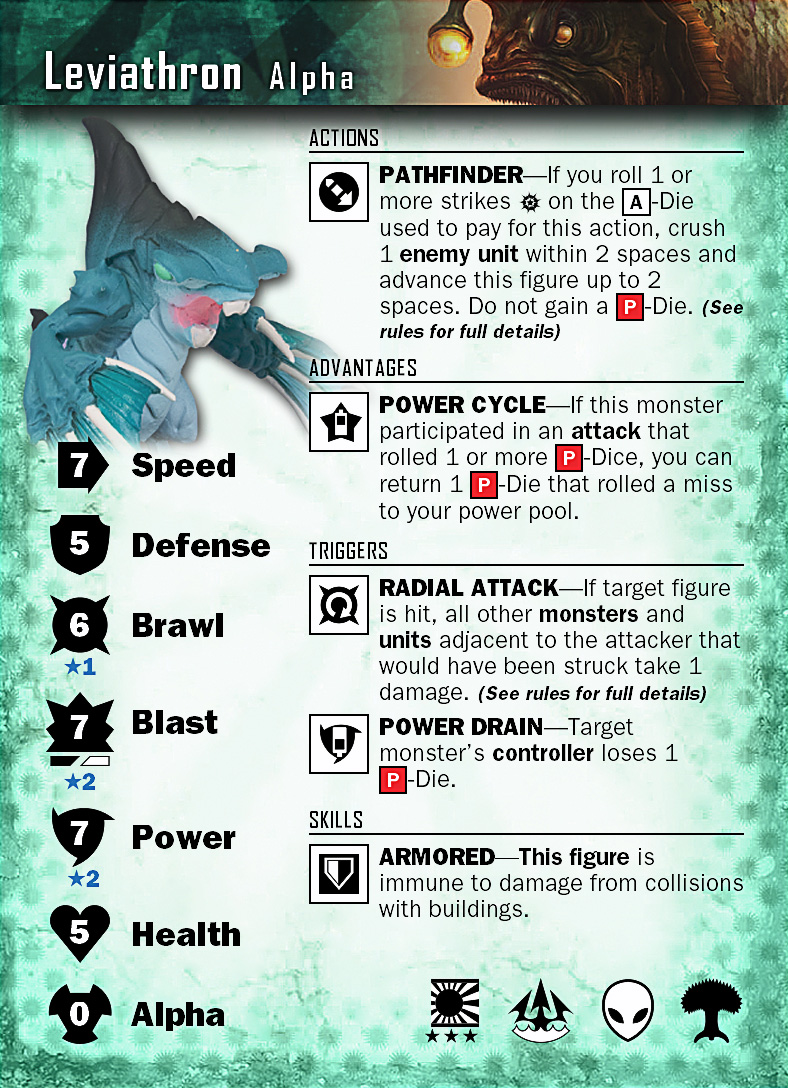 Leviathron Alpha
ACTIONS
PATHFINDER—If you roll 1 or
more strikes on the A-Die
used to pay for this action, crush
1 enemy unit within 2 spaces and
advance this figure up to 2
spaces. Do not gain a P-Die. (See
rules for full details)
ADVANTAGES
POWER CYCLE—If this monster
participated in an attack that
rolled 1 or more P-Dice, you can
return 1 P-Die that rolled a miss
to your power pool.
TRIGGERS
RADIAL ATTACK—If target figure
is hit, all other monsters and
units adjacent to the attacker that
would have been struck take 1
damage. (See rules for full details)
POWER DRAIN—Target
monster's controller loses 1
P-Die.
SKILLS
ARMORED—This figure is
immune to damage from collisions
with buildings.
7 Speed
5 Defense
6 Brawl
★1
7 Blast
★2
7 Power
★2
5 Health
0 Alpha